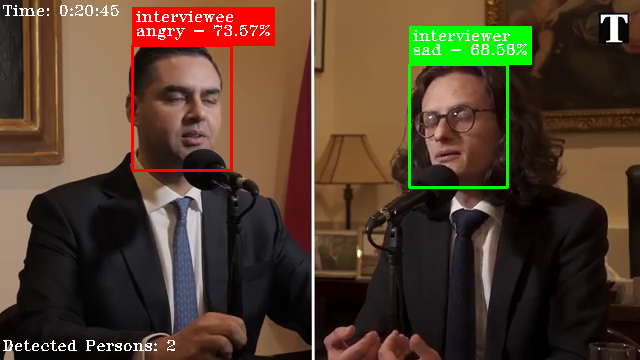 Time: 0:20:45
interviewee
angry - 73.57%
interviewer
sad - 68.58%
T
Detected Persons: 2